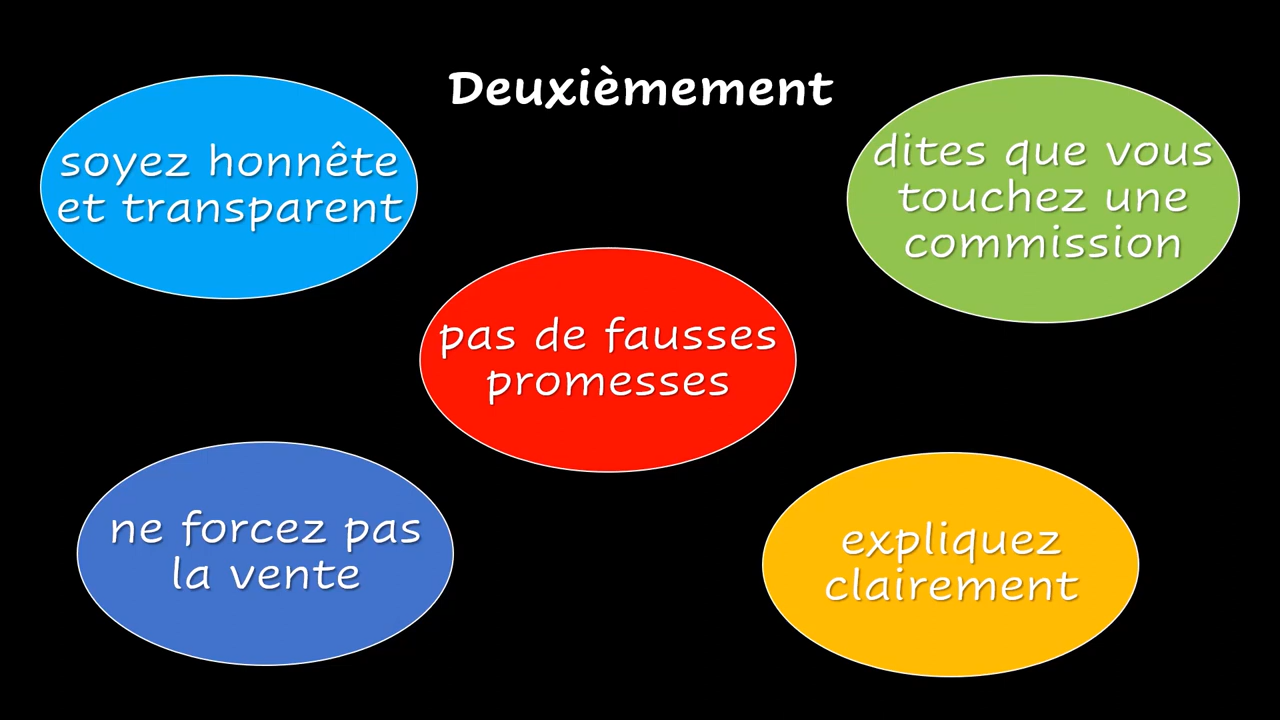 Deuxièmement
soyez honnête
et transparent
dites que vous
touchez une
commission
pas de fausses
promesses
ne forcez pas
la vente
expliquez
clairement